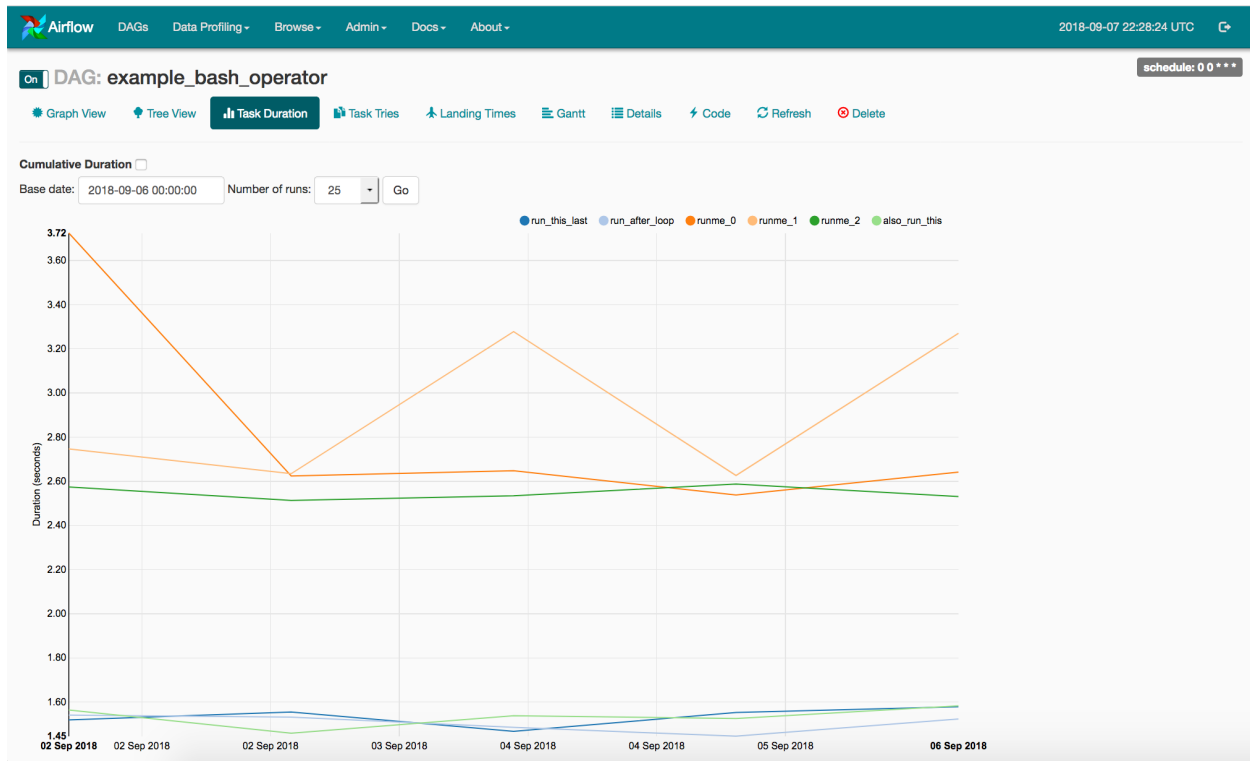 Airflow DAGs Data Profiling Browse Admin Docs About 2018-09-07 22:28:24 UTC
schedule: 0 0 * * *
On DAG: example_bash_operator
Graph View Tree View Task Duration Task Tries Landing Times Gantt Details Code Refresh Delete
Cumulative Duration
Base date: 2018-09-06 00:00:00 Number of runs: 25 Go
run_this_last run_after_loop runme_0 runme_1 runme_2 also_run_this
3.72
3.60
3.40
3.20
3.00
2.80
2.60
2.40
2.20
2.00
1.80
1.60
1.45
Duration (seconds)
02 Sep 2018 02 Sep 2018 02 Sep 2018 03 Sep 2018 04 Sep 2018 04 Sep 2018 05 Sep 2018 06 Sep 2018